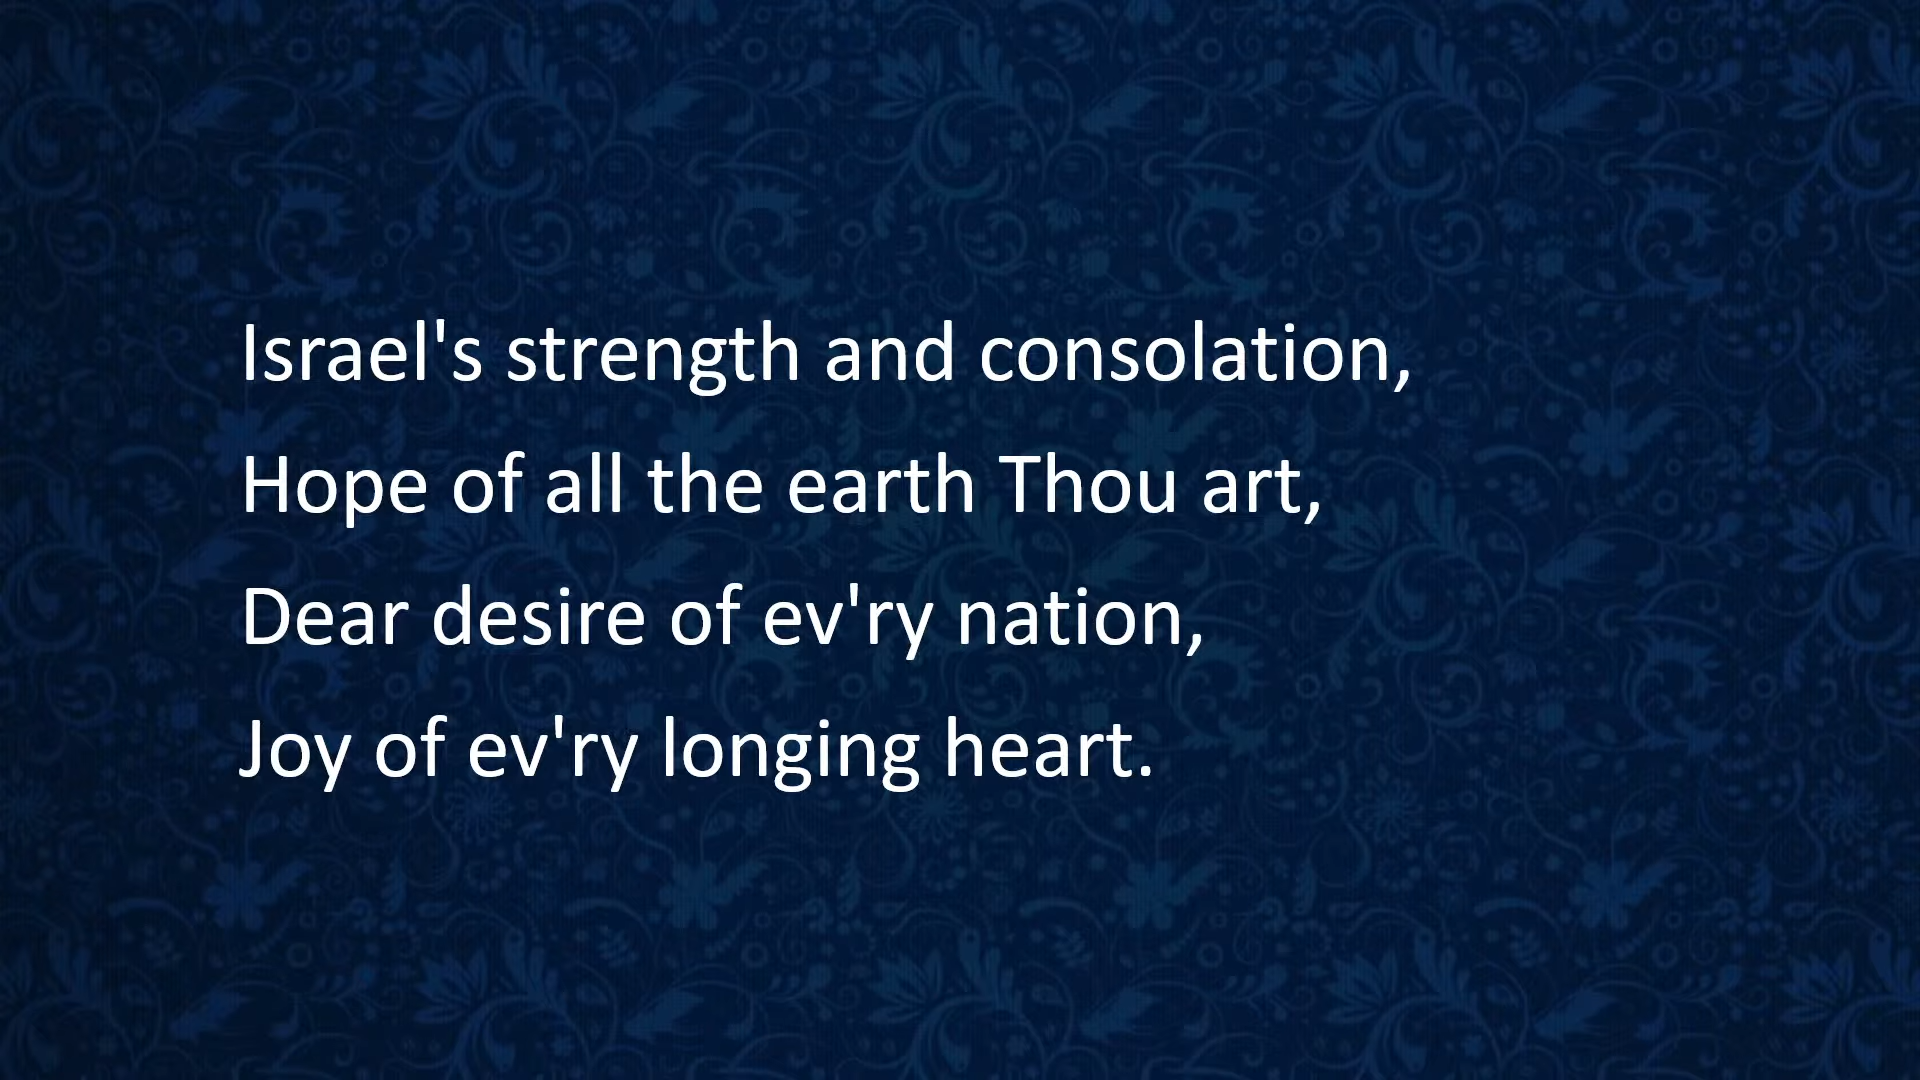 Israel's strength and consolation,
Hope of all the earth Thou art,
Dear desire of ev'ry nation,
Joy of ev'ry longing heart.